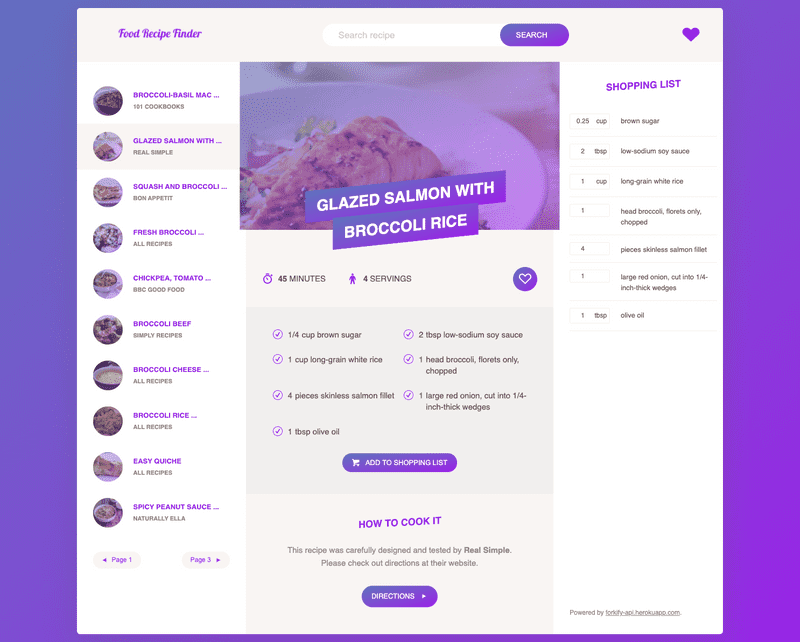 Food Recipe Finder
Search recipe
SEARCH
BROCCOLI-BASIL MAC ...
101 COOKBOOKS
GLAZED SALMON WITH ...
REAL SIMPLE
SQUASH AND BROCCOLI ...
BON APPETIT
FRESH BROCCOLI ...
ALL RECIPES
CHICKPEA, TOMATO ...
BBC GOOD FOOD
BROCCOLI BEEF
SIMPLY RECIPES
BROCCOLI CHEESE ...
ALL RECIPES
BROCCOLI RICE ...
ALL RECIPES
EASY QUICHE
ALL RECIPES
SPICY PEANUT SAUCE ...
NATURALLY ELLA
◄ Page 1
Page 3 ►
GLAZED SALMON WITH
BROCCOLI RICE
45 MINUTES
4 SERVINGS
1/4 cup brown sugar
2 tbsp low-sodium soy sauce
1 cup long-grain white rice
1 head broccoli, florets only,
chopped
4 pieces skinless salmon fillet
1 large red onion, cut into 1/4-
inch-thick wedges
1 tbsp olive oil
ADD TO SHOPPING LIST
HOW TO COOK IT
This recipe was carefully designed and tested by Real Simple.
Please check out directions at their website.
DIRECTIONS ►
SHOPPING LIST
0.25 cup brown sugar
2 tbsp low-sodium soy sauce
1 cup long-grain white rice
1 head broccoli, florets only,
chopped
4 pieces skinless salmon fillet
1 large red onion, cut into 1/4-
inch-thick wedges
1 tbsp olive oil
Powered by forkify-api.herokuapp.com.